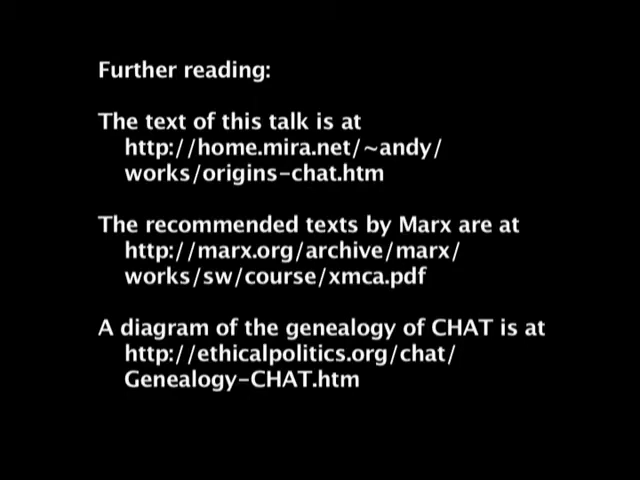 Further reading:
The text of this talk is at
http://home.mira.net/~andy/
works/origins-chat.htm
The recommended texts by Marx are at
http://marx.org/archive/marx/
works/sw/course/xmca.pdf
A diagram of the genealogy of CHAT is at
http://ethicalpolitics.org/chat/
Genealogy-CHAT.htm